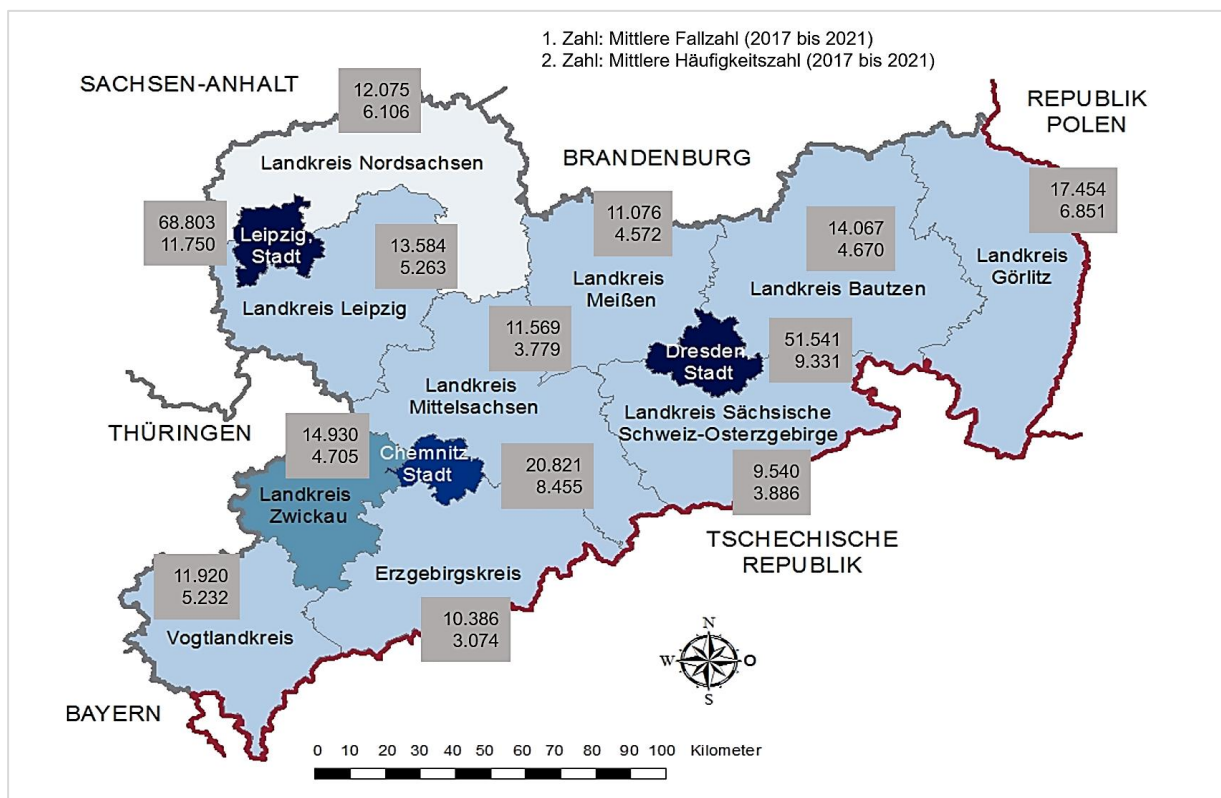 1. Zahl: Mittlere Fallzahl (2017 bis 2021)
2. Zahl: Mittlere Häufigkeitszahl (2017 bis 2021)
SACHSEN-ANHALT
12.075
6.106
REPUBLIK
POLEN
Landkreis Nordsachsen
BRANDENBURG
17.454
6.851
68.803
11.750
Leipzig,
Stadt
13.584
5.263
11.076
4.572
14.067
4.670
Landkreis
Görlitz
Landkreis
Meißen
Landkreis Bautzen
Landkreis Leipzig
11.569
3.779
Dresden,
Stadt
51.541
9.331
Landkreis
Mittelsachsen
Landkreis Sächsische
Schweiz-Osterzgebirge
THÜRINGEN
14.930
4.705
Chemnitz,
Stadt
20.821
8.455
9.540
3.886
Landkreis
Zwickau
TSCHECHISCHE
REPUBLIK
11.920
5.232
Erzgebirgskreis
Vogtlandkreis
10.386
3.074
N
W
O
S
BAYERN
0 10 20 30 40 50 60 70 80 90 100 Kilometer